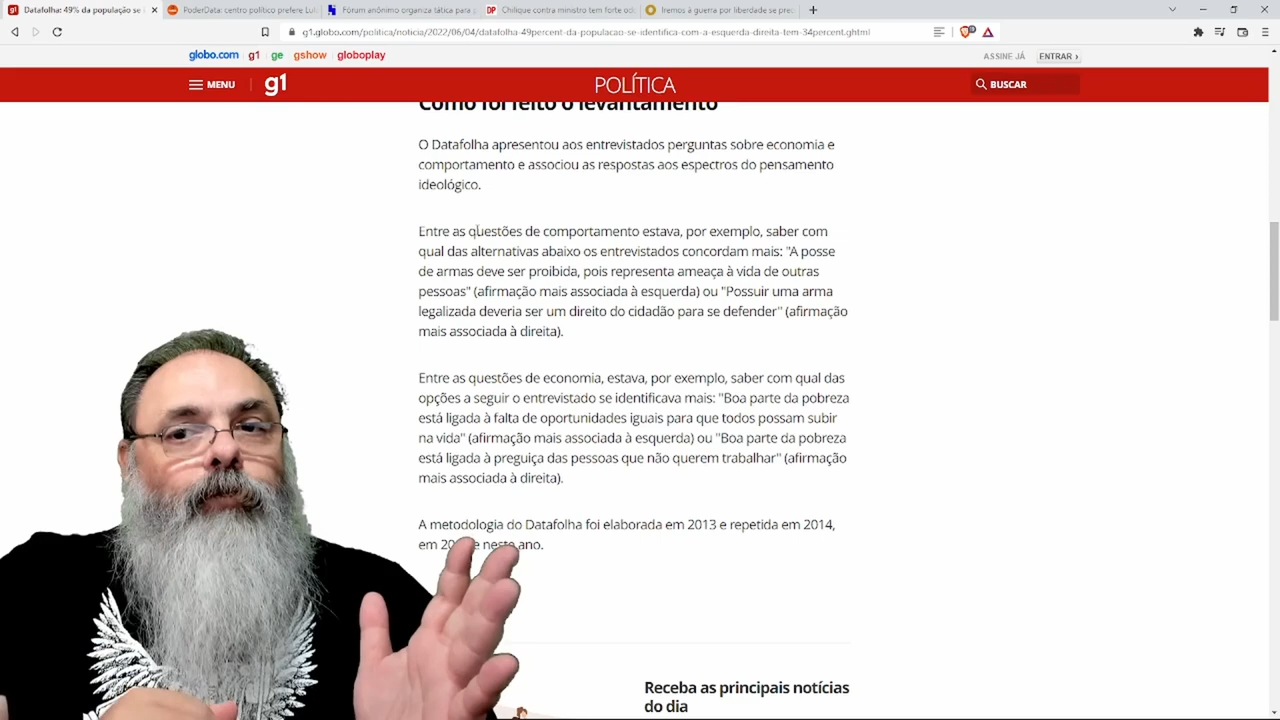 Datafolha: 49% da população se i
PoderData: centro político prefere Lul
Fórum anônimo organiza tática para
Chilique contra ministro tem forte od
Iremos à guerra por liberdade se prec
g1.globo.com/politica/noticia/2022/06/04/datafolha-49percent-da-populacao-se-identifica-com-a-esquerda-direita-tem-34percent.ghtml
globo.com g1 ge gshow globoplay
ASSINE JÁ ENTRAR ›
MENU g1 POLÍTICA BUSCAR
Como foi feito o levantamento
O Datafolha apresentou aos entrevistados perguntas sobre economia e
comportamento e associou as respostas aos espectros do pensamento
ideológico.
Entre as questões de comportamento estava, por exemplo, saber com
qual das alternativas abaixo os entrevistados concordam mais: "A posse
de armas deve ser proibida, pois representa ameaça à vida de outras
pessoas" (afirmação mais associada à esquerda) ou "Possuir uma arma
legalizada deveria ser um direito do cidadão para se defender" (afirmação
mais associada à direita).
Entre as questões de economia, estava, por exemplo, saber com qual das
opções a seguir o entrevistado se identificava mais: "Boa parte da pobreza
está ligada à falta de oportunidades iguais para que todos possam subir
na vida" (afirmação mais associada à esquerda) ou "Boa parte da pobreza
está ligada à preguiça das pessoas que não querem trabalhar" (afirmação
mais associada à direita).
A metodologia do Datafolha foi elaborada em 2013 e repetida em 2014,
em 20 e neste ano.
Receba as principais notícias
do dia